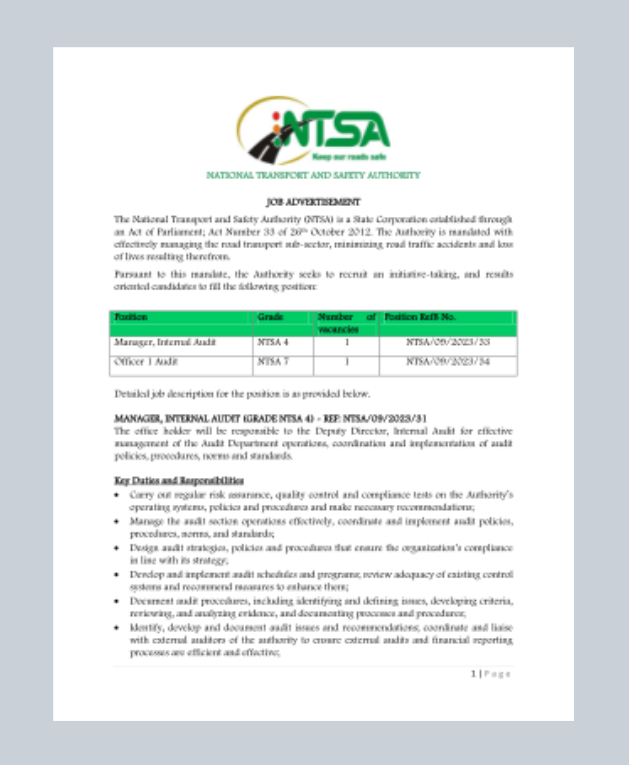 NTSA
Keep our roads safe
NATIONAL TRANSPORT AND SAFETY AUTHORITY
JOB ADVERTISEMENT
The National Transport and Safety Authority (NTSA) is a State Corporation established through
an Act of Parliament; Act Number 33 of 26th October 2012. The Authority is mandated with
effectively managing the road transport sub-sector, minimizing road traffic accidents and loss
of lives resulting therefrom.
Pursuant to this mandate, the Authority seeks to recruit an initiative-taking, and results
oriented candidates to fill the following position:
Position Grade Number of vacancies Position Reff No.
Manager, Internal Audit NTSA 4 1 NTSA/09/2023/33
Officer 1 Audit NTSA 7 1 NTSA/09/2023/34
Detailed job description for the position is as provided below.
MANAGER, INTERNAL AUDIT (GRADE NTSA 4) - REF: NTSA/09/2023/31
The office holder will be responsible to the Deputy Director, Internal Audit for effective
management of the Audit Department operations, coordination and implementation of audit
policies, procedures, norms and standards.
Key Duties and Responsibilities
• Carry out regular risk assurance, quality control and compliance tests on the Authority's
operating systems, policies and procedures and make necessary recommendations;
• Manage the audit section operations effectively, coordinate and implement audit policies,
procedures, norms, and standards;
• Design audit strategies, policies and procedures that ensure the organization's compliance
in line with its strategy;
• Develop and implement audit schedules and programs; review adequacy of existing control
systems and recommend measures to enhance them;
• Document audit procedures, including identifying and defining issues, developing criteria,
reviewing, and analyzing evidence, and documenting processes and procedures;
• Identify, develop and document audit issues and recommendations; coordinate and liaise
with external auditors of the authority to ensure external audits and financial reporting
processes are efficient and effective;
1 | Page